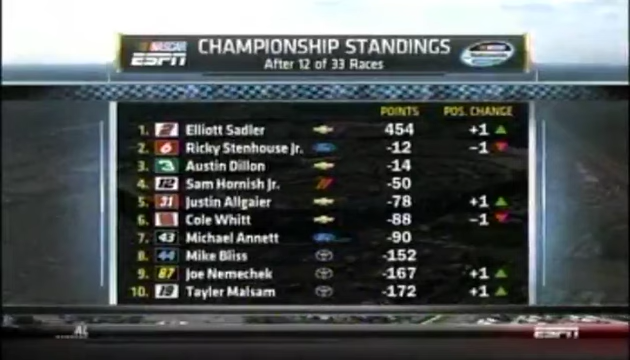 NASCAR
ESPN
CHAMPIONSHIP STANDINGS
After 12 of 33 Races
POINTS POS. CHANGE
1. 2 Elliott Sadler 454 +1
2. 6 Ricky Stenhouse Jr. -12 -1
3. 3 Austin Dillon -14
4. 12 Sam Hornish Jr. -50
5. 31 Justin Allgaier -78 +1
6. Cole Whitt -88 -1
7. 43 Michael Annett -90
8. 44 Mike Bliss -152
9. 87 Joe Nemechek -167 +1
10. 19 Tayler Malsam -172 +1
ESPN